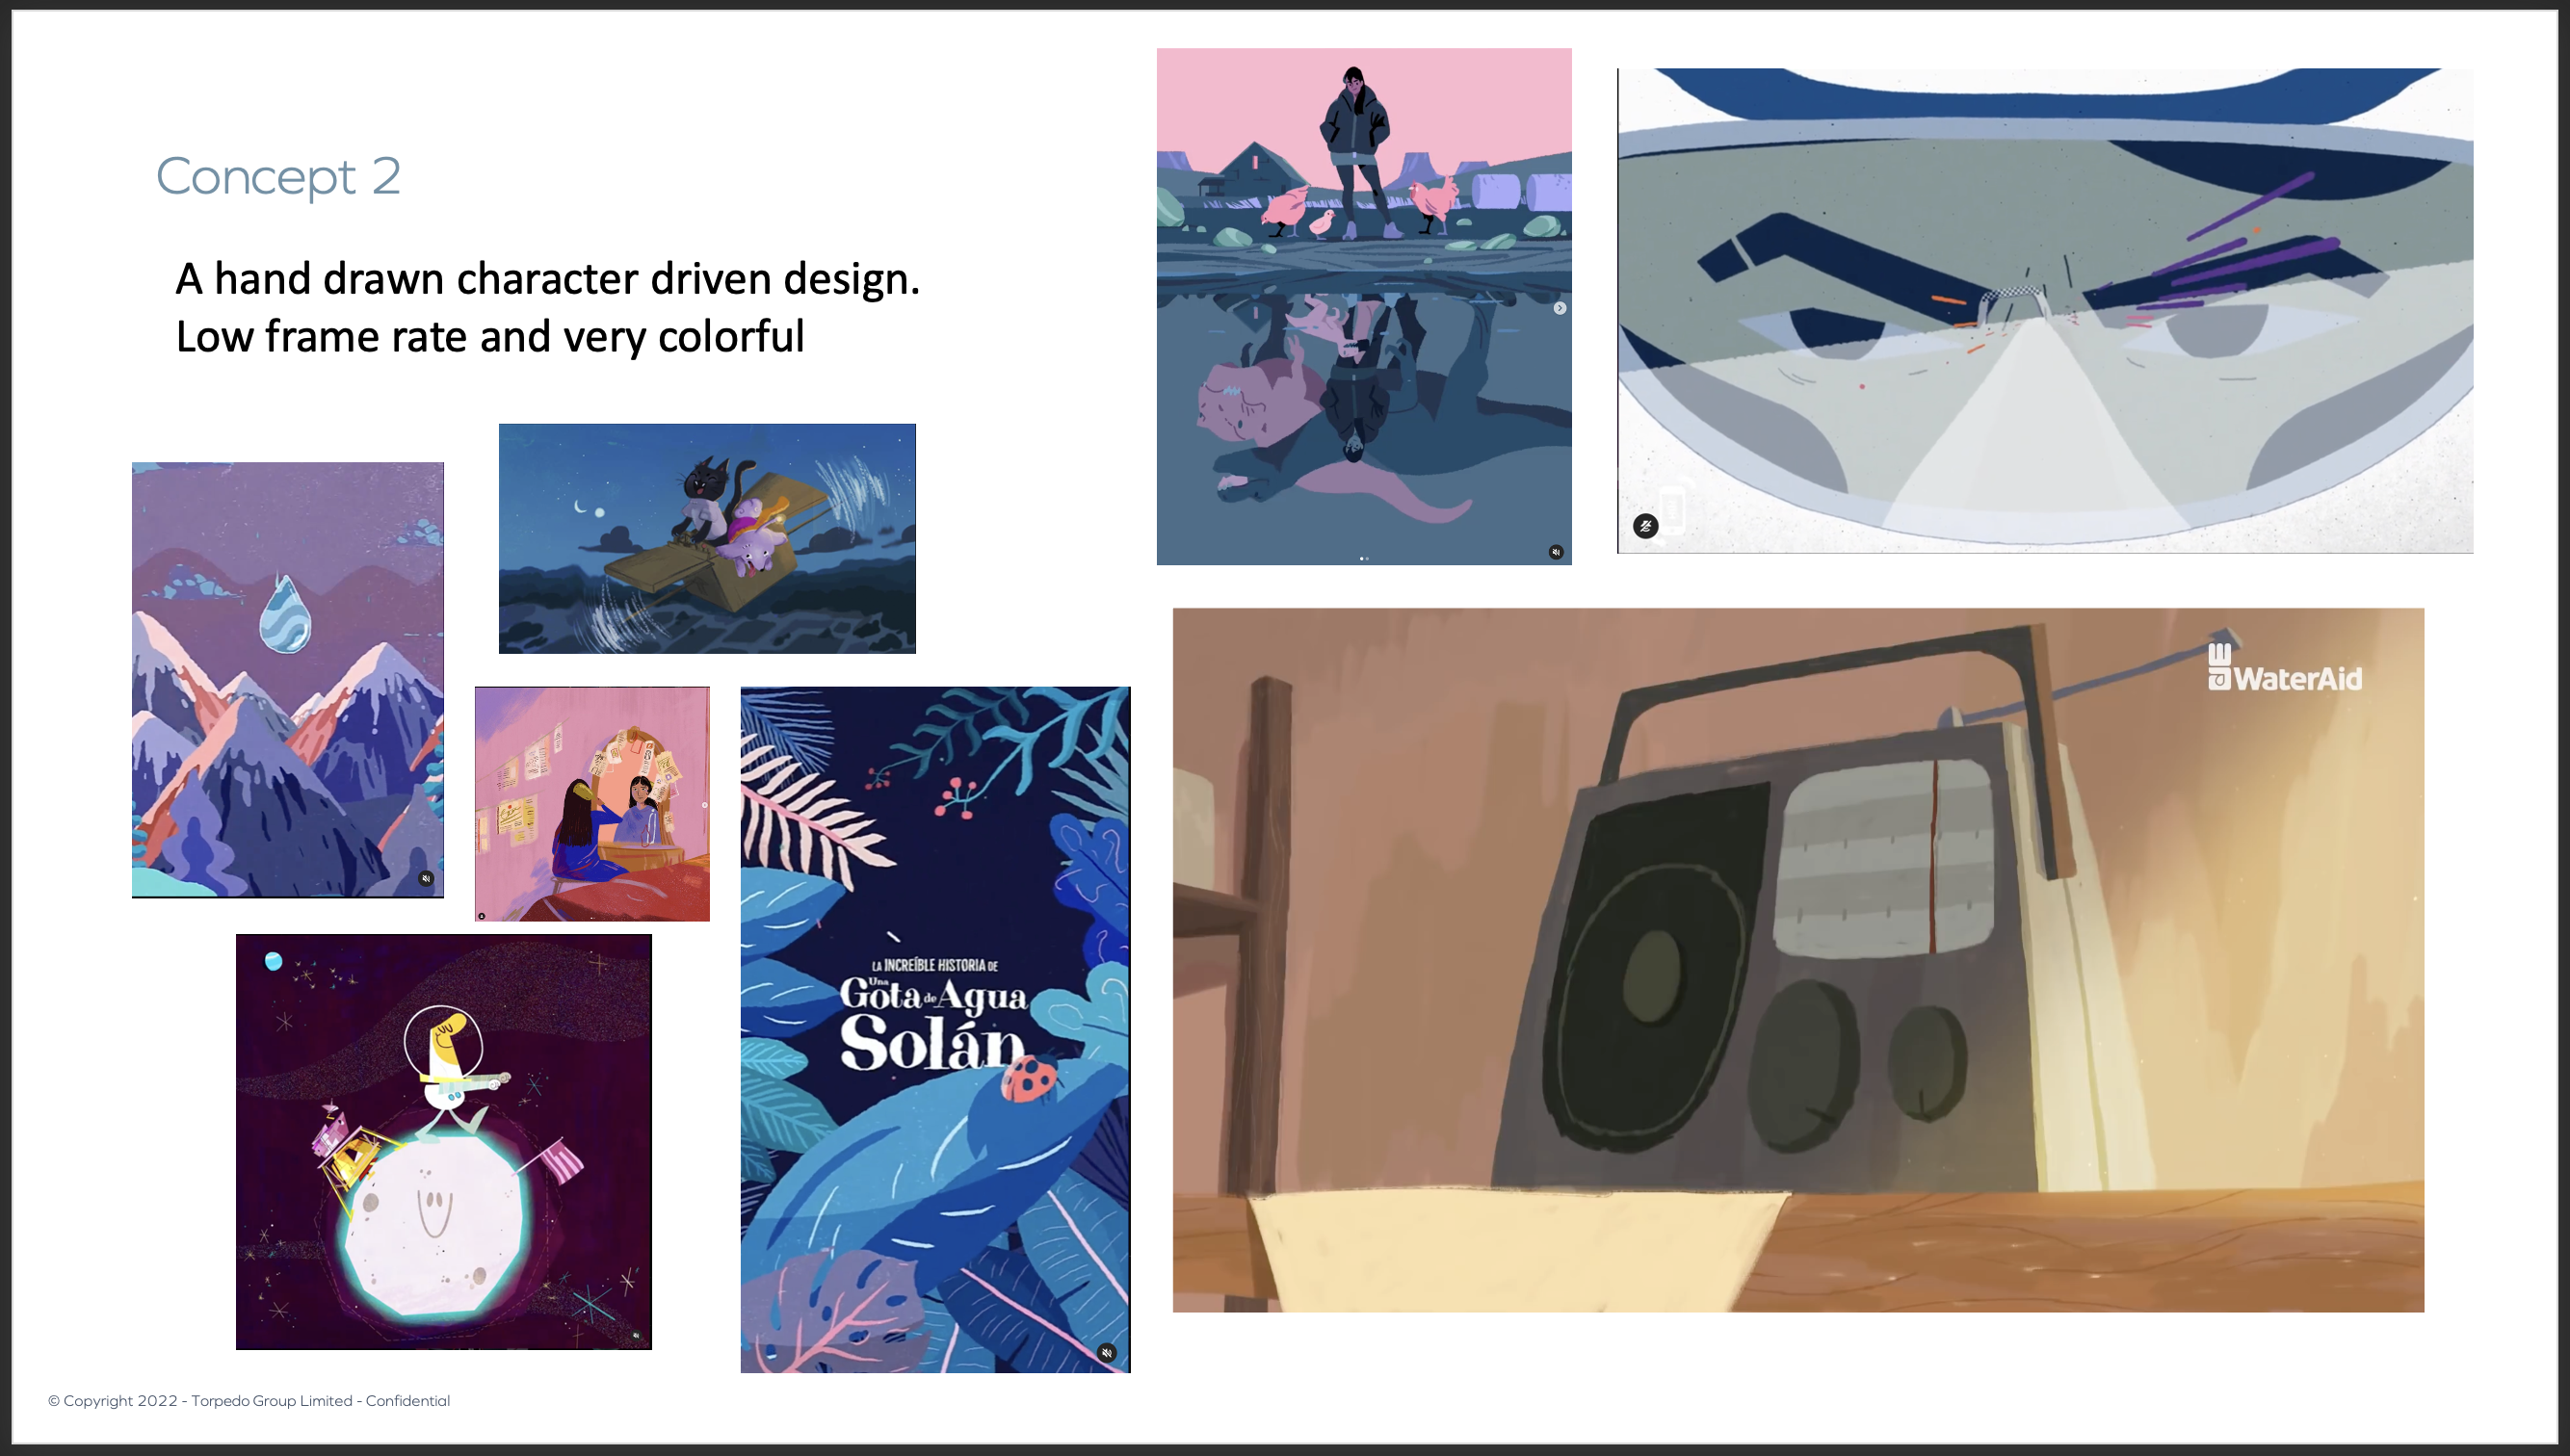 Concept 2
A hand drawn character driven design.
Low frame rate and very colorful
WaterAid
LA INCREÍBLE HISTORIA DE
Una
Gota de Agua
Solán
© Copyright 2022 - Torpedo Group Limited - Confidential